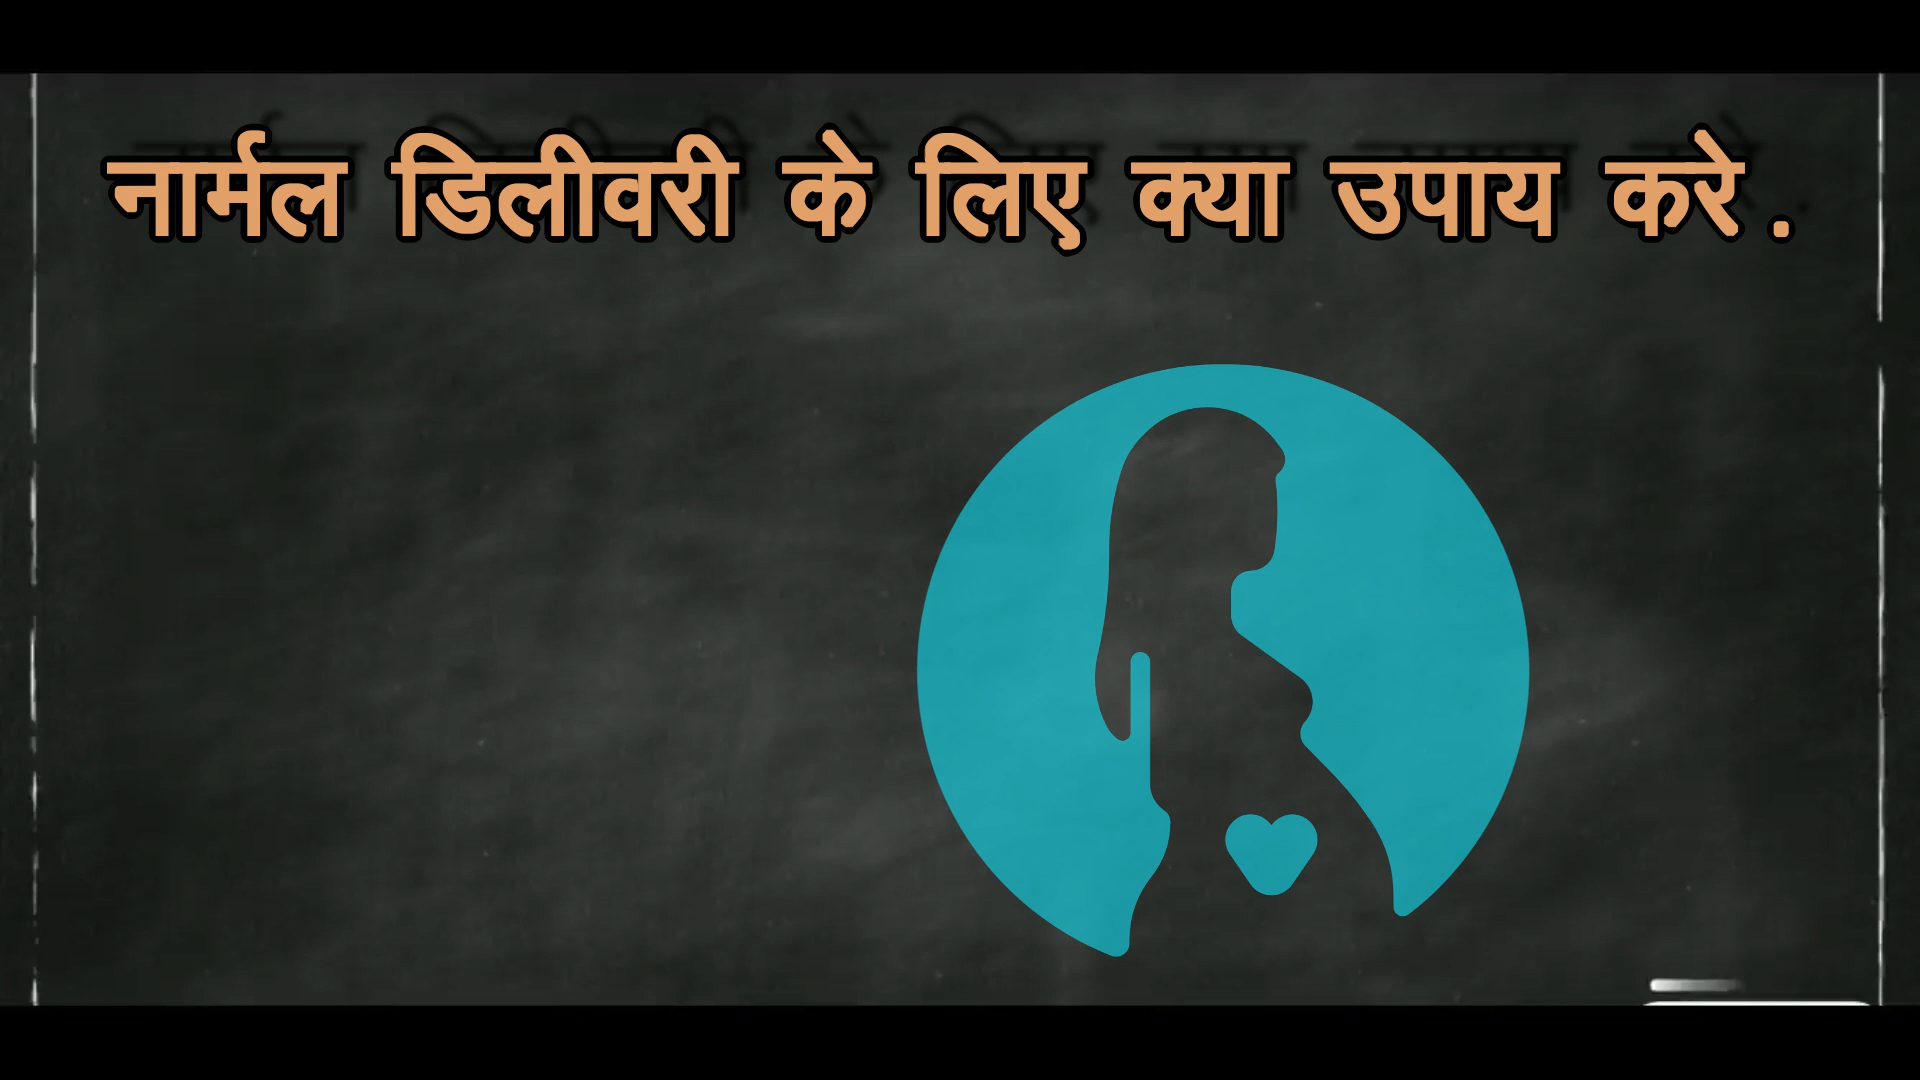 नार्मल डिलीवरी के लिए क्या उपाय करे .